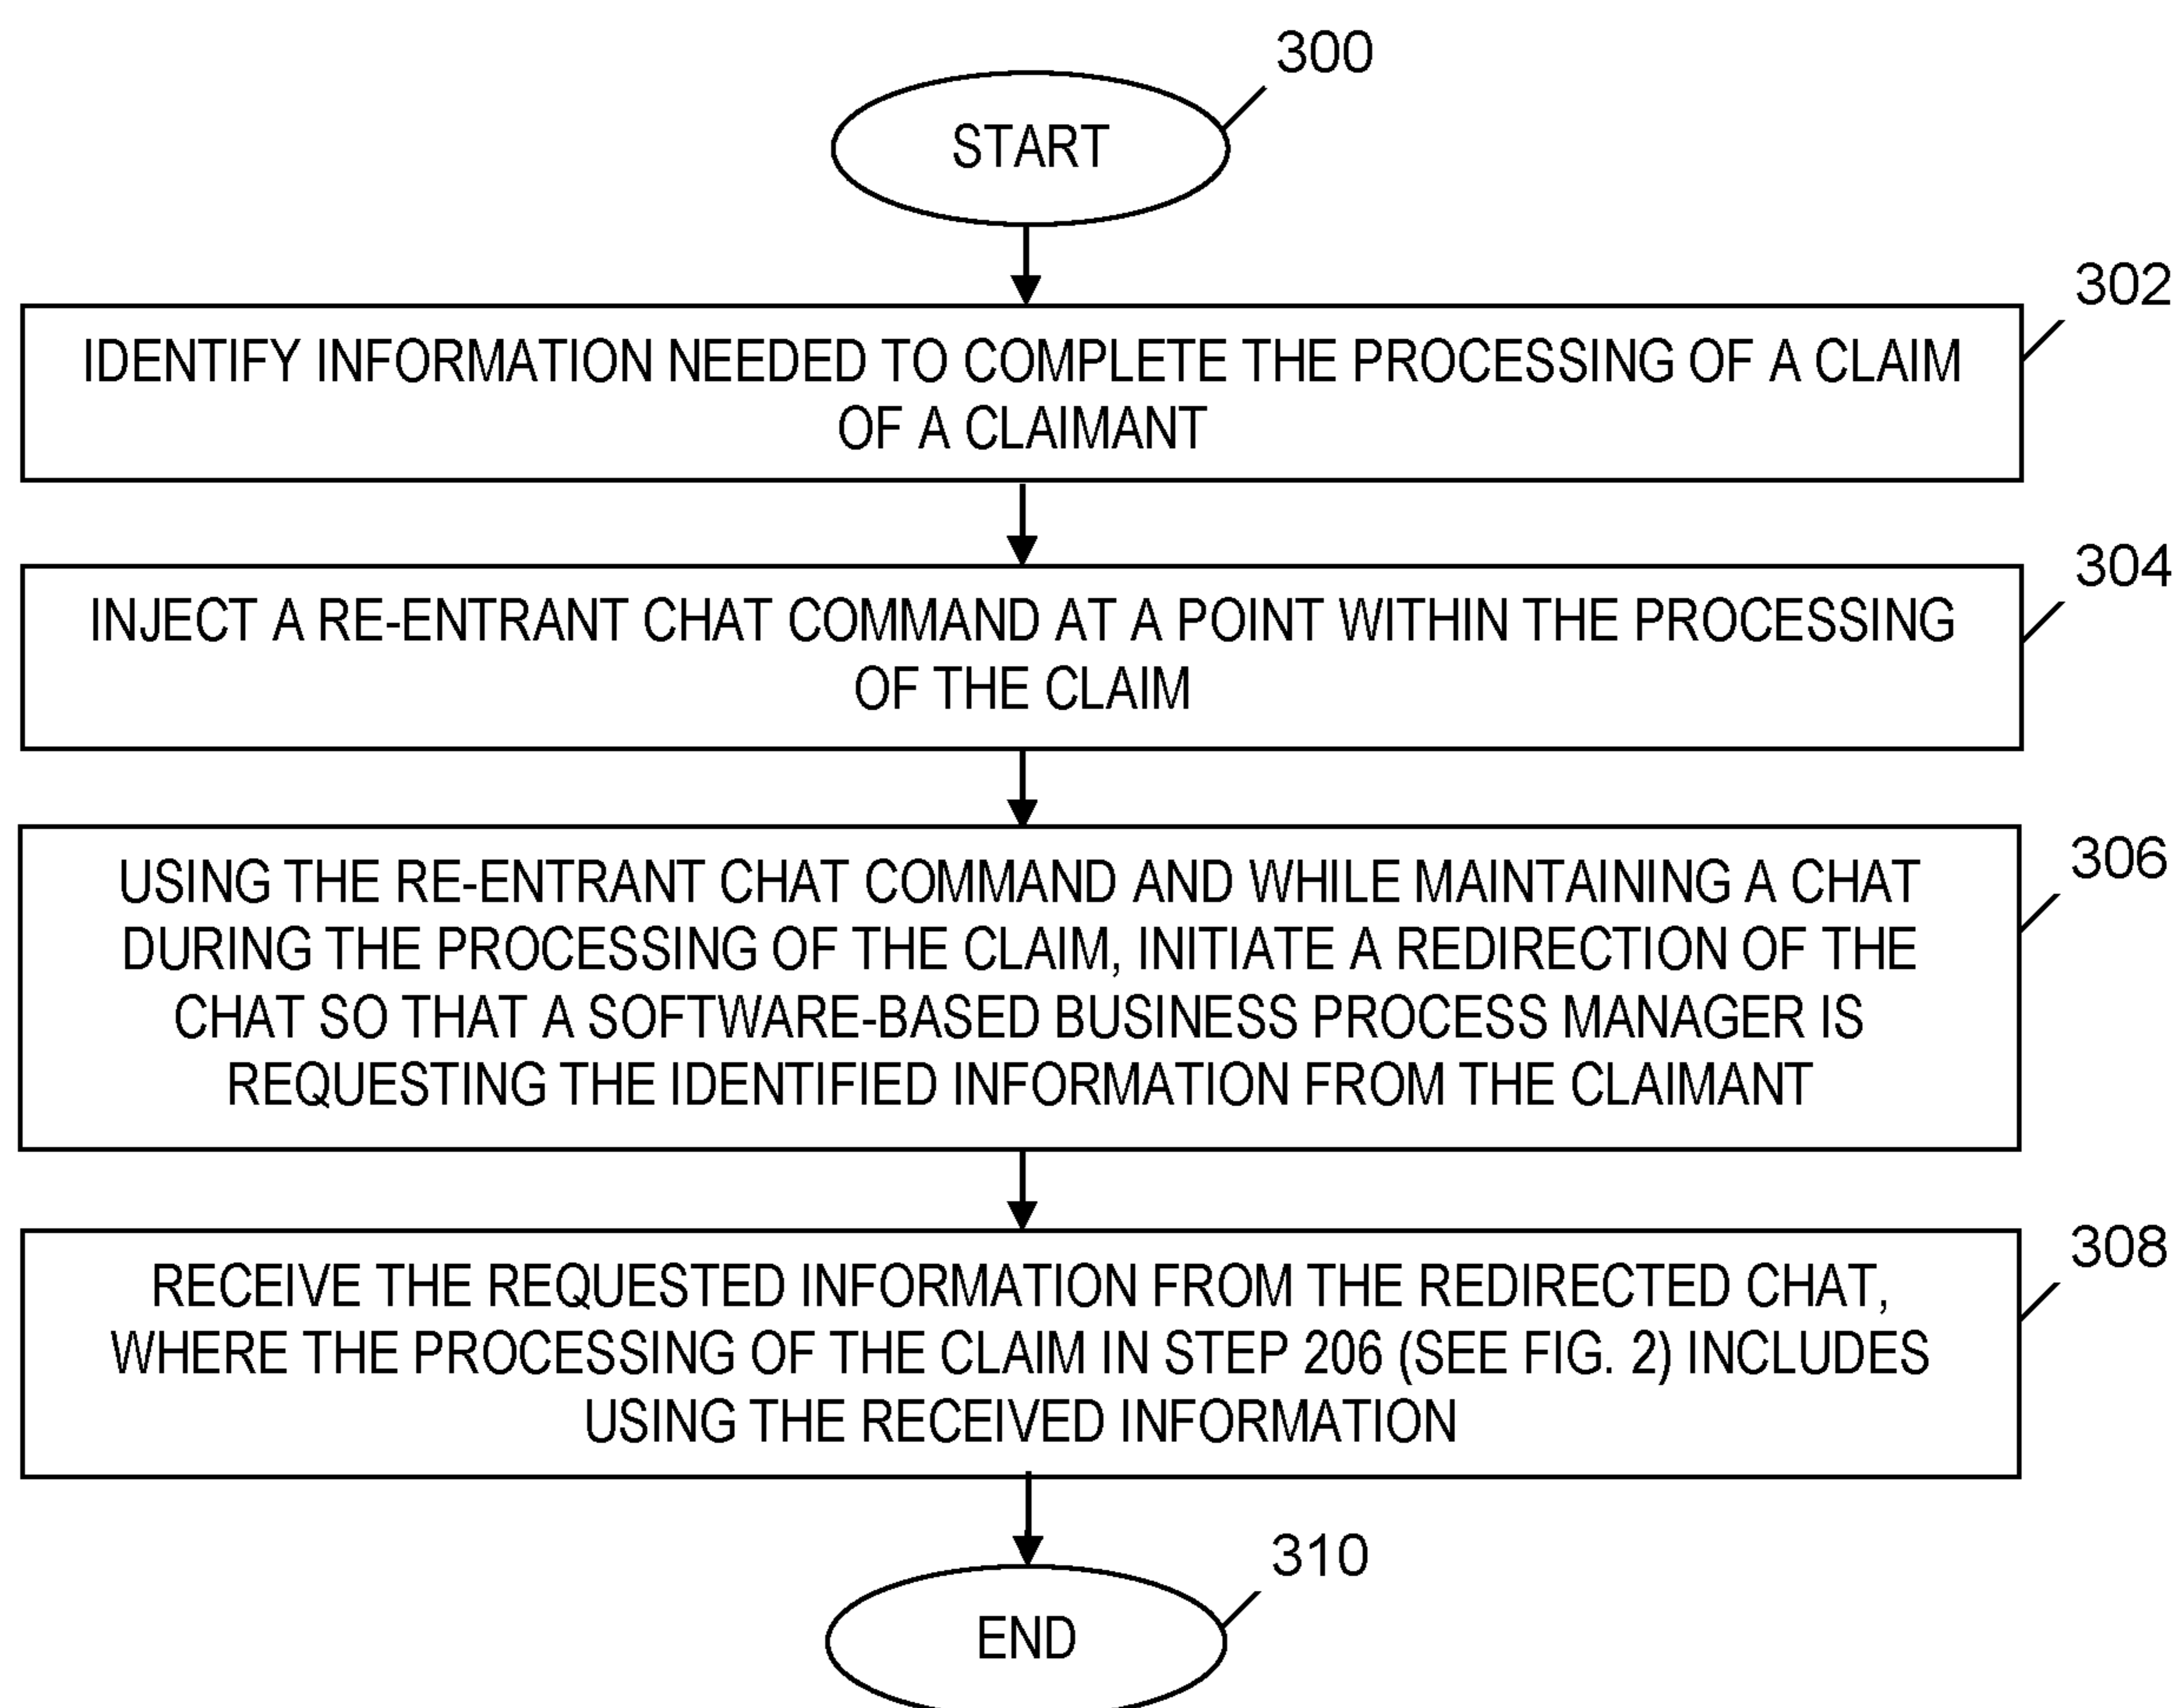 300
START
302
IDENTIFY INFORMATION NEEDED TO COMPLETE THE PROCESSING OF A CLAIM
OF A CLAIMANT
304
INJECT A RE-ENTRANT CHAT COMMAND AT A POINT WITHIN THE PROCESSING
OF THE CLAIM
306
USING THE RE-ENTRANT CHAT COMMAND AND WHILE MAINTAINING A CHAT
DURING THE PROCESSING OF THE CLAIM, INITIATE A REDIRECTION OF THE
CHAT SO THAT A SOFTWARE-BASED BUSINESS PROCESS MANAGER IS
REQUESTING THE IDENTIFIED INFORMATION FROM THE CLAIMANT
308
RECEIVE THE REQUESTED INFORMATION FROM THE REDIRECTED CHAT,
WHERE THE PROCESSING OF THE CLAIM IN STEP 206 (SEE FIG. 2) INCLUDES
USING THE RECEIVED INFORMATION
310
END